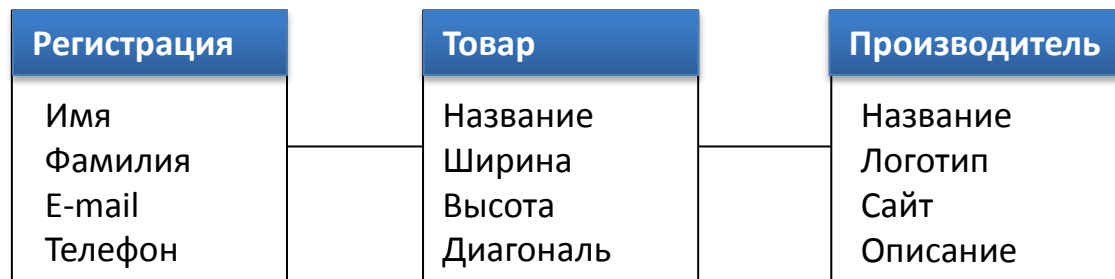 Регистрация
Имя
Фамилия
E-mail
Телефон
Товар
Название
Ширина
Высота
Диагональ
Производитель
Название
Логотип
Сайт
Описание